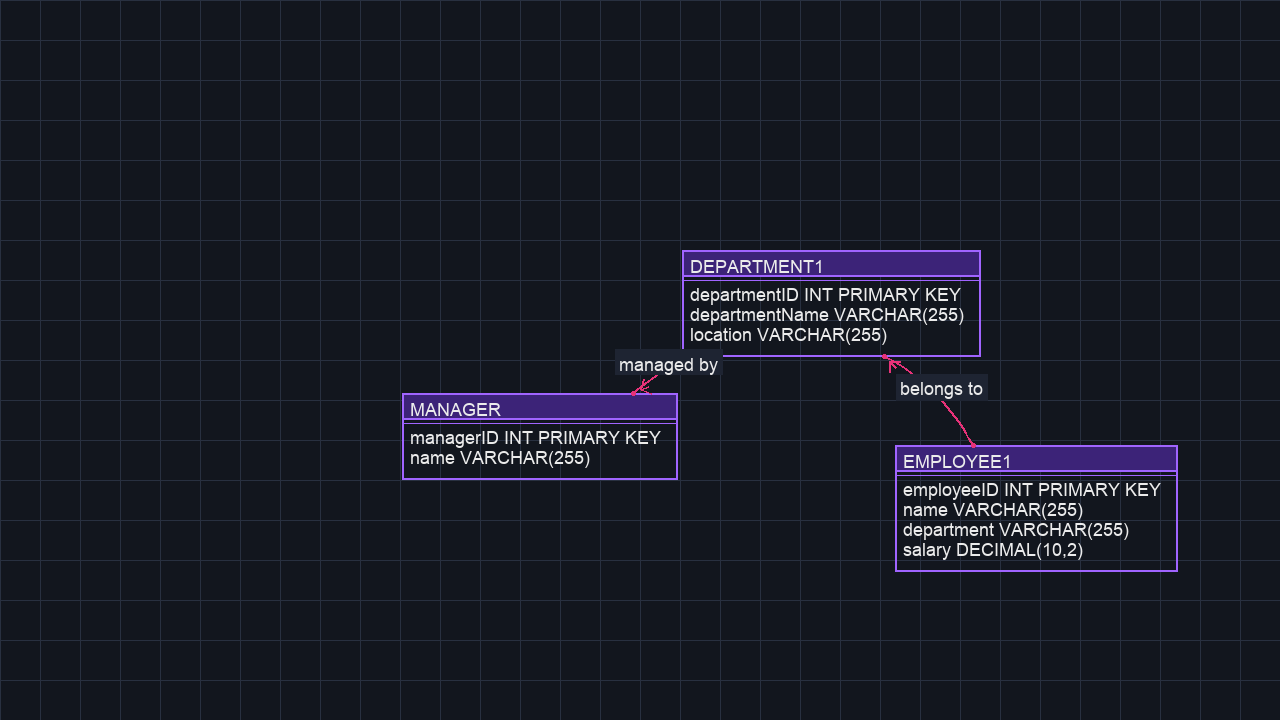 DEPARTMENT1
departmentID INT PRIMARY KEY
departmentName VARCHAR(255)
location VARCHAR(255)
managed by
belongs to
MANAGER
managerID INT PRIMARY KEY
name VARCHAR(255)
EMPLOYEE1
employeeID INT PRIMARY KEY
name VARCHAR(255)
department VARCHAR(255)
salary DECIMAL(10,2)